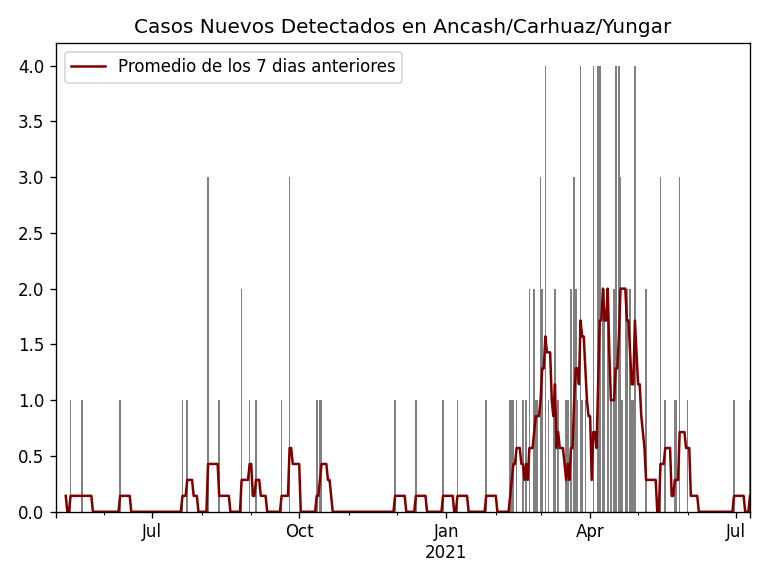 Casos Nuevos Detectados en Ancash/Carhuaz/Yungar
Promedio de los 7 dias anteriores
4.0
3.5
3.0
2.5
2.0
1.5
1.0
0.5
0.0
Jul
Oct
Jan
2021
Apr
Jul